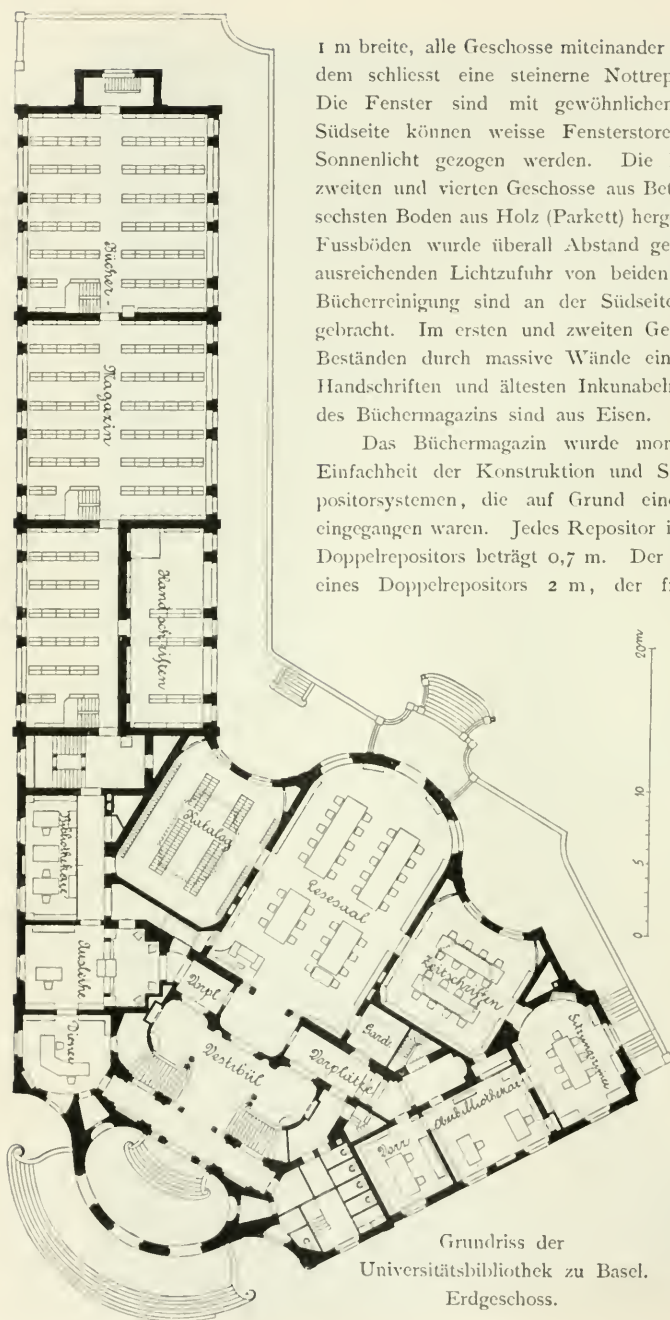 1 m breite, alle Geschosse miteinander
dem schliesst eine steinerne Nottrep
Die Fenster sind mit gewöhnlichen
Südseite können weisse Fensterstore
Sonnenlicht gezogen werden. Die
zweiten und vierten Geschosse aus Bet
sechsten Boden aus Holz (Parkett) herg
Fussböden wurde überall Abstand ge
ausreichenden Lichtzufuhr von beiden
Bücherreinigung sind an der Südseite
gebracht. Im ersten und zweiten Ge
Beständen durch massive Wände ein
Handschriften und ältesten Inkunabel
des Büchermagazins sind aus Eisen.
Das Büchermagazin wurde mon
Einfachheit der Konstruktion und S
positorsystemen, die auf Grund ein
eingegangen waren. Jedes Repositor i
Doppelrepositors beträgt 0,7 m. Der
eines Doppelrepositors 2 m, der f
Bücher-
Magazin
Handschriften
20m
10
5
0
Katalog
Lesesaal
Bibliothekare
Ausleihe
Zeitschriften
Vorpl
Diener
Vestibül
Gard
Vorplätze
Sitzungszimmer
Oberbibliothekar
Vorz
Grundriss der
Universitätsbibliothek zu Basel.
Erdgeschoss.